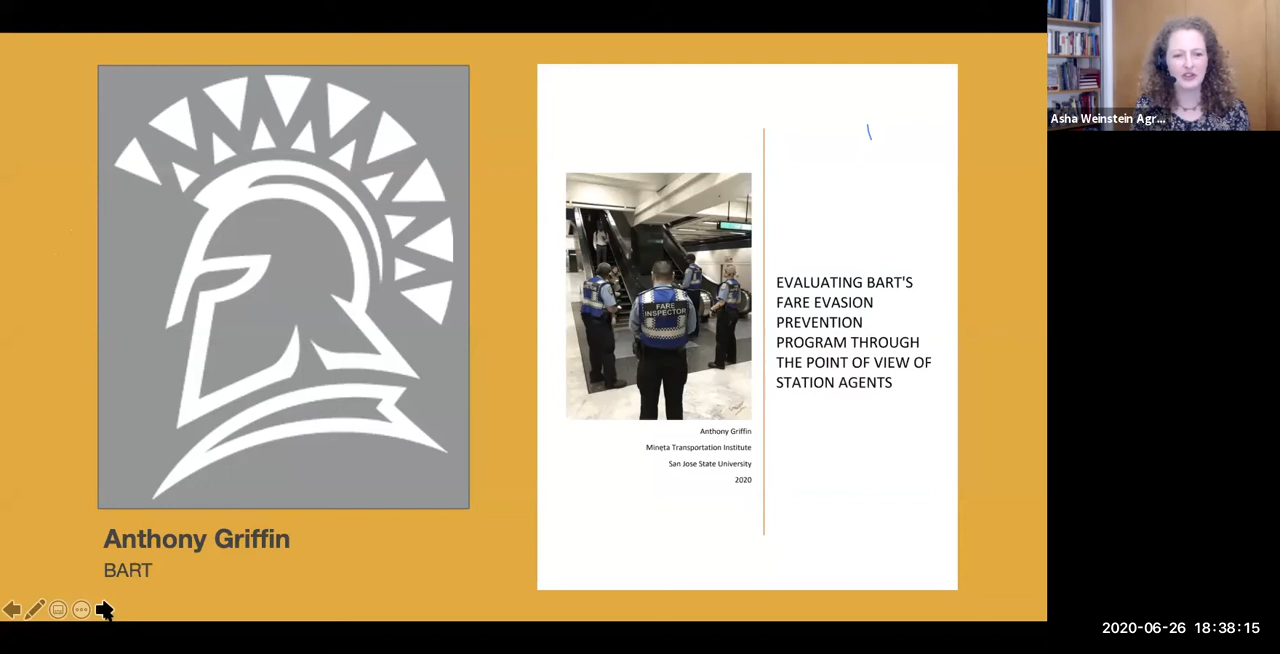 Asha Weinstein Agr...
FARE
INSPECTOR
EVALUATING BART'S
FARE EVASION
PREVENTION
PROGRAM THROUGH
THE POINT OF VIEW OF
STATION AGENTS
Anthony Griffin
Mineta Transportation Institute
San Jose State University
2020
Anthony Griffin
BART
2020-06-26 18:38:15